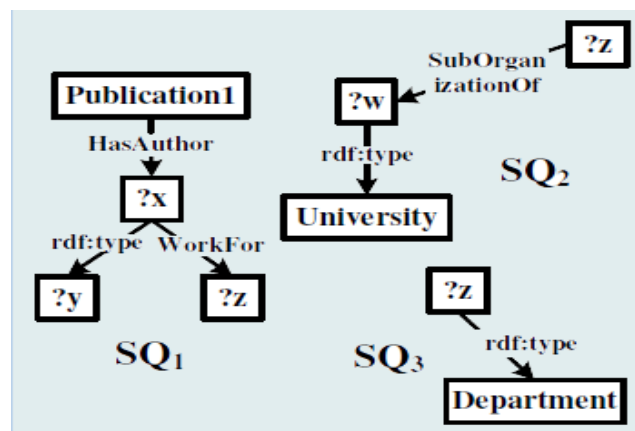 Publication1
HasAuthor
?x
rdf:type WorkFor
?y
?z
SQ1
?z
SubOrgan
izationOf
?w
rdf:type
University
SQ2
?z
rdf:type
SQ3
Department